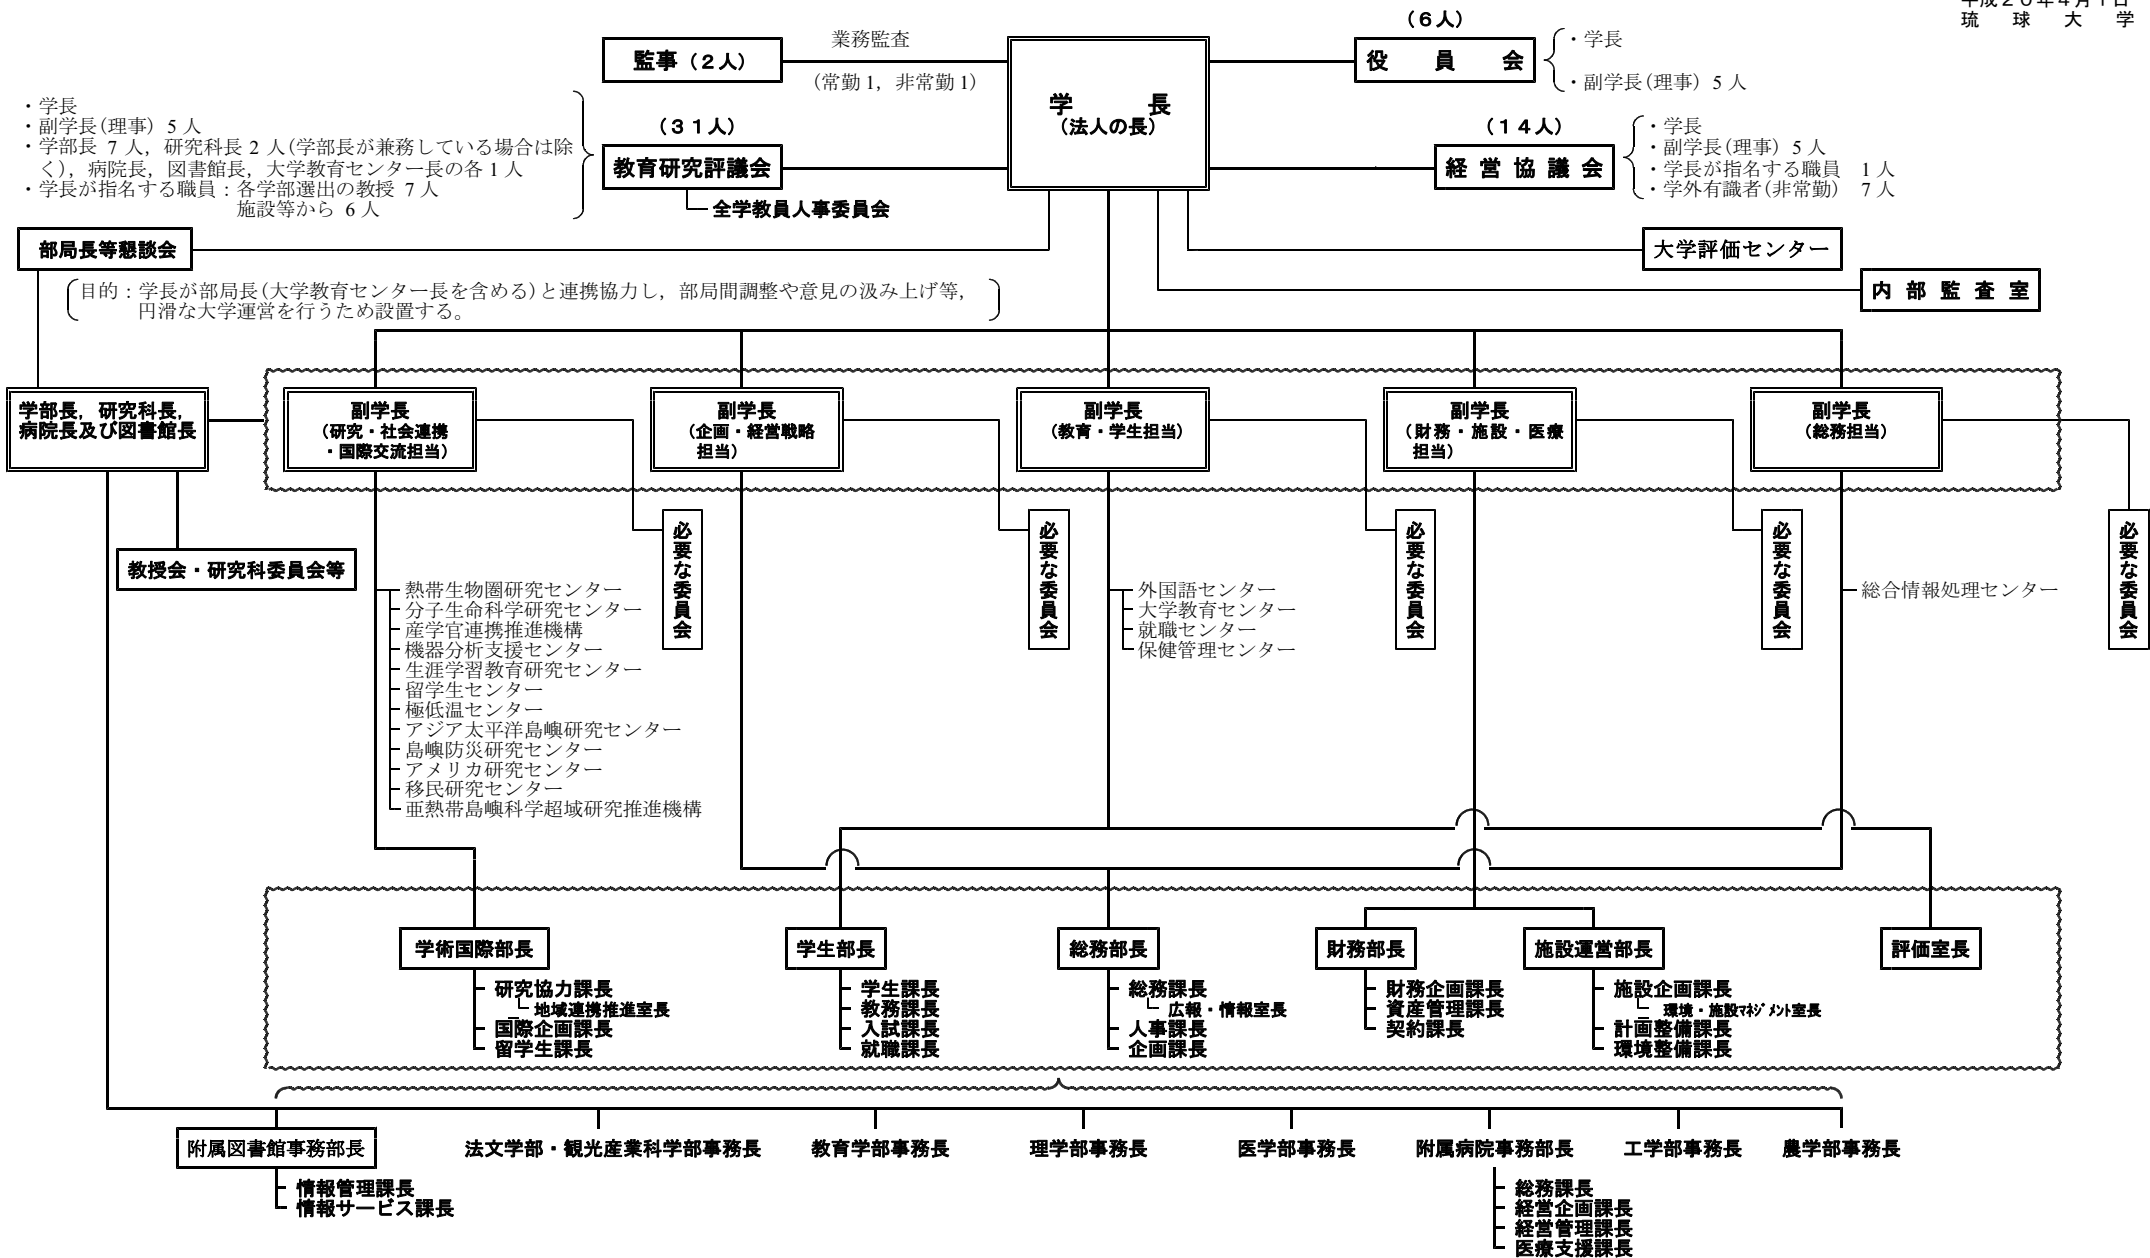 琉球大学
(6人)
監事(2人)
業務監査
(常勤1,非常勤1)
学長
(法人の長)
役員会
・学長
・副学長(理事) 5人
・学長
・副学長(理事) 5人
・学部長 7人,研究科長 2人(学部長が兼務している場合は除
く),病院長,図書館長,大学教育センター長の各1人
・学長が指名する職員:各学部選出の教授 7人
施設等から 6人
(31人)
教育研究評議会
全学教員人事委員会
(14人)
経営協議会
・学長
・副学長(理事) 5人
・学長が指名する職員 1人
・学外有識者(非常勤) 7人
部局長等懇談会
大学評価センター
内部監査室
目的:学長が部局長(大学教育センター長を含める)と連携協力し,部局間調整や意見の汲み上げ等,
円滑な大学運営を行うため設置する。
学部長,研究科長,
病院長及び図書館長
副学長
(研究・社会連携
・国際交流担当)
副学長
(企画・経営戦略
担当)
副学長
(教育・学生担当)
副学長
(財務・施設・医療
担当)
副学長
(総務担当)
教授会・研究科委員会等
必要な委員会
必要な委員会
必要な委員会
必要な委員会
必要な委員会
熱帯生物圏研究センター
分子生命科学研究センター
産学官連携推進機構
機器分析支援センター
生涯学習教育研究センター
留学生センター
極低温センター
アジア太平洋島嶼研究センター
島嶼防災研究センター
アメリカ研究センター
移民研究センター
亜熱帯島嶼科学超域研究推進機構
外国語センター
大学教育センター
就職センター
保健管理センター
総合情報処理センター
学術国際部長
研究協力課長
地域連携推進室長
国際企画課長
留学生課長
学生部長
学生課長
教務課長
入試課長
就職課長
総務部長
総務課長
広報・情報室長
人事課長
企画課長
財務部長
財務企画課長
資産管理課長
契約課長
施設運営部長
施設企画課長
環境・施設マネジメント室長
計画整備課長
環境整備課長
評価室長
附属図書館事務部長
情報管理課長
情報サービス課長
法文学部・観光産業科学部事務長
教育学部事務長
理学部事務長
医学部事務長
附属病院事務部長
総務課長
経営企画課長
経営管理課長
医療支援課長
工学部事務長
農学部事務長